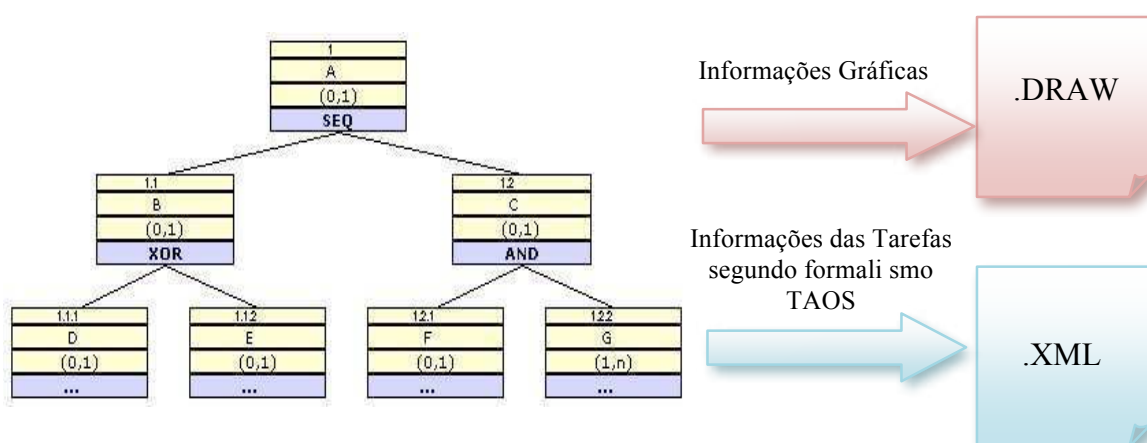 1
A
(0,1)
SEQ
1.1
B
(0,1)
XOR
1.2
C
(0,1)
AND
1.1.1
D
(0,1)
...
1.1.2
E
(0,1)
...
1.2.1
F
(0,1)
...
1.2.2
G
(1,n)
...
Informações Gráficas
.DRAW
Informações das Tarefas
segundo formali smo
TAOS
.XML